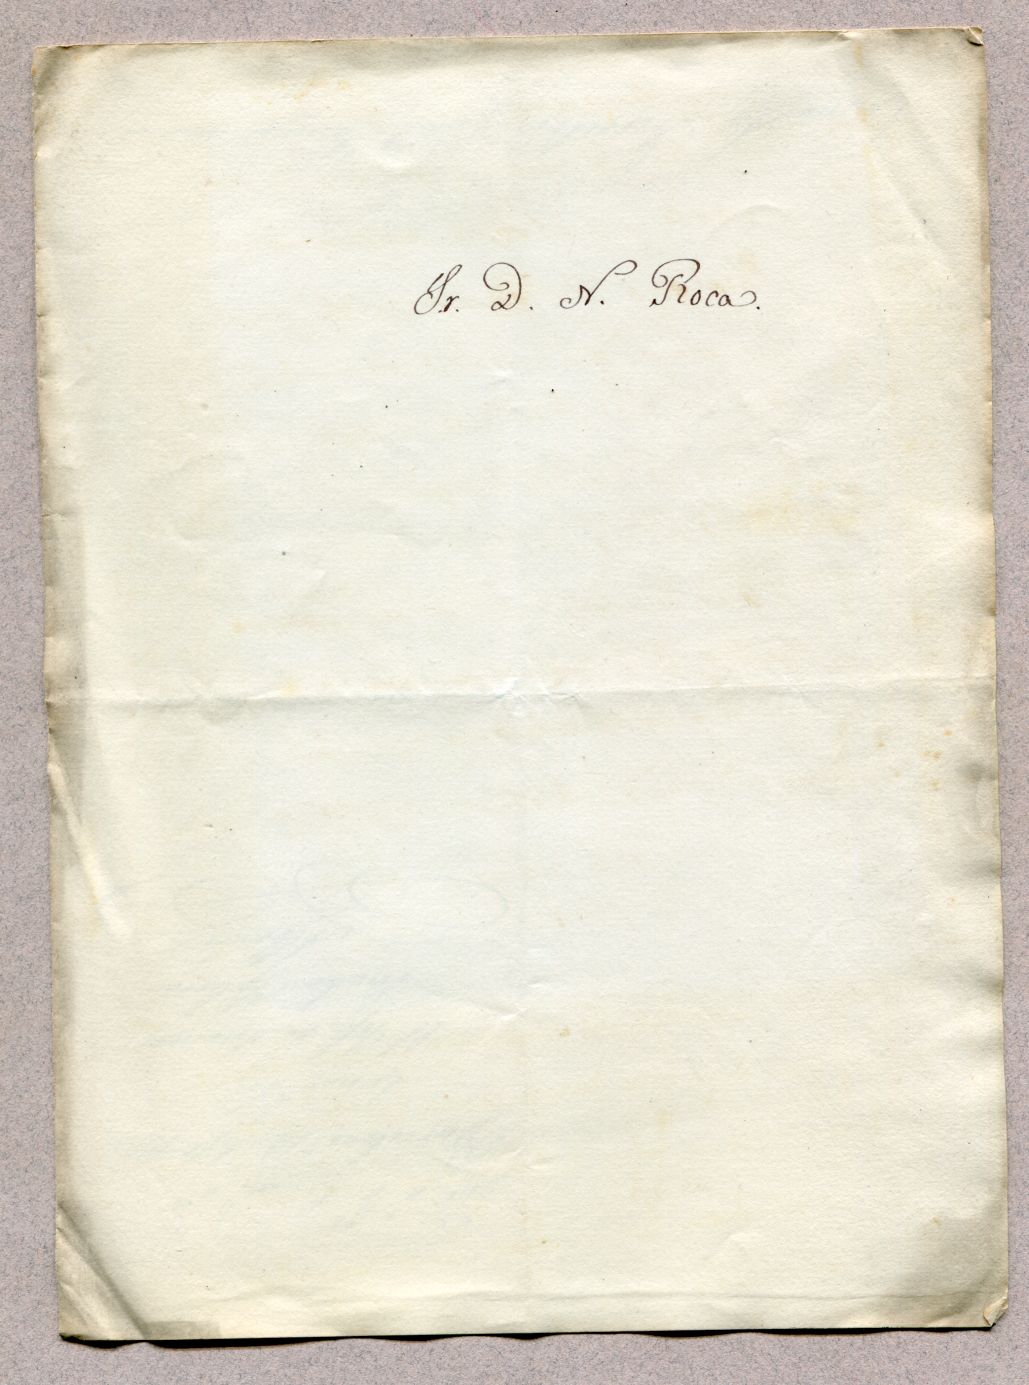 Sr. D. N. Roca.